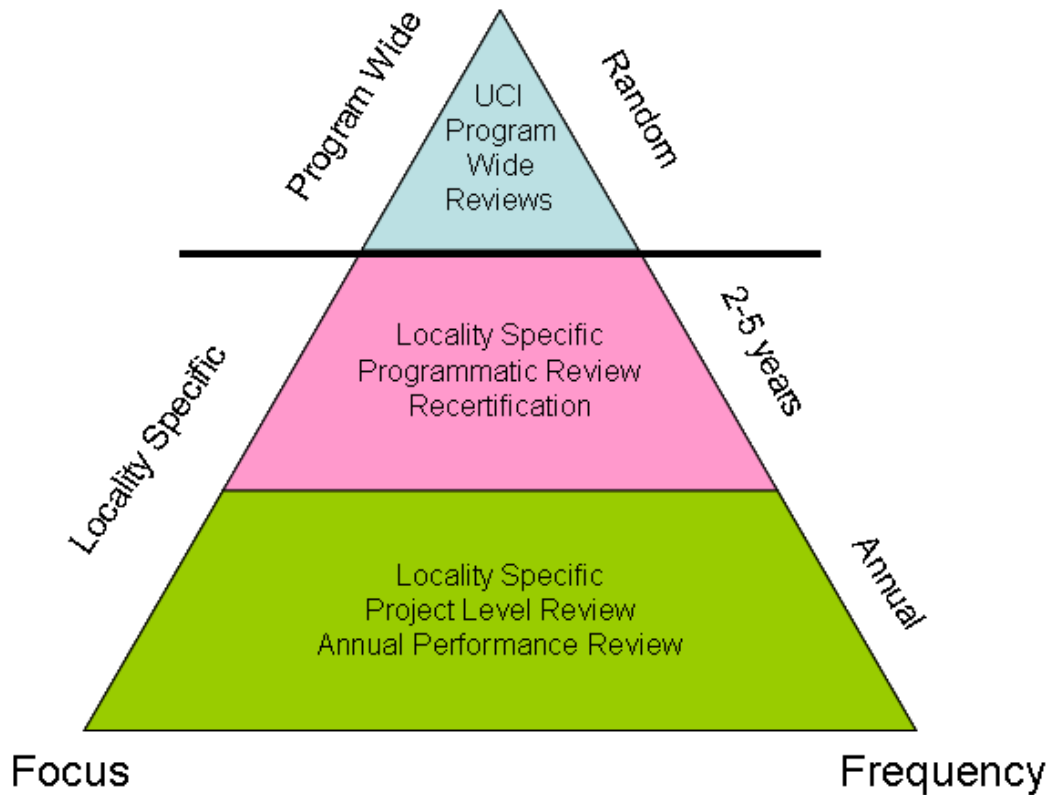 Program Wide
Random
UCI
Program
Wide
Reviews
Locality Specific
2-5 years
Locality Specific
Programmatic Review
Recertification
Annual
Locality Specific
Project Level Review
Annual Performance Review
Focus
Frequency